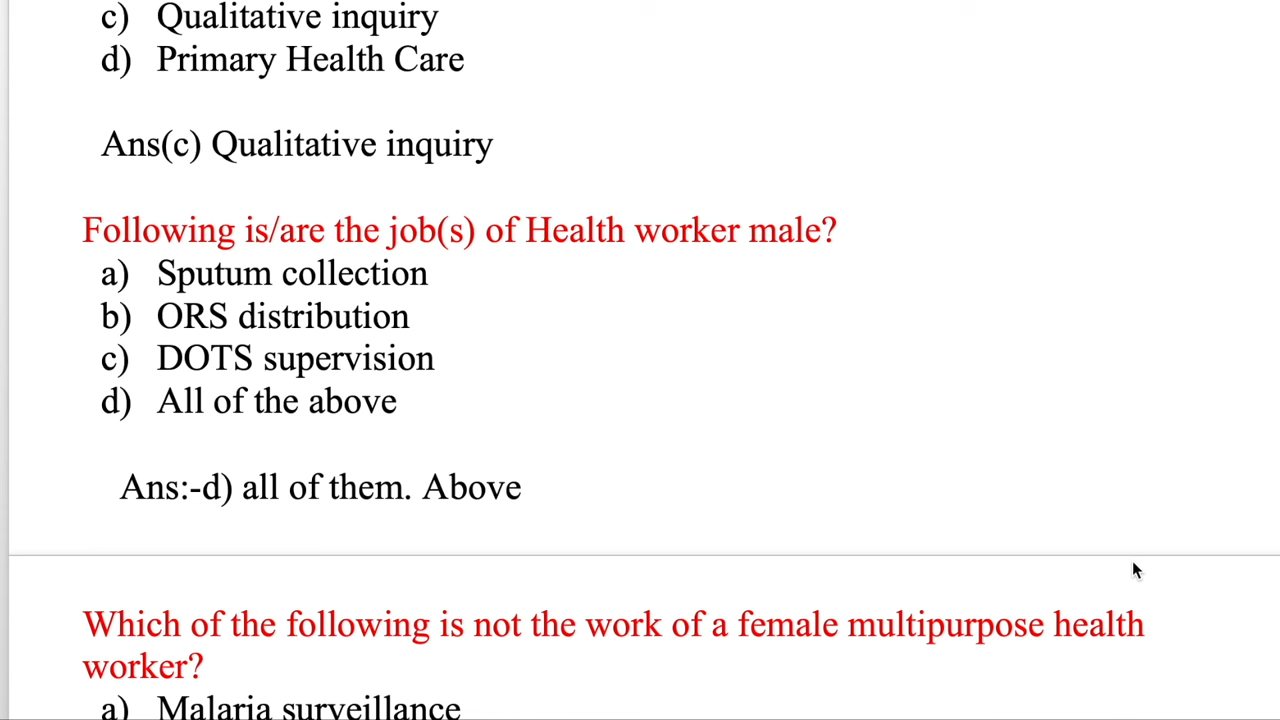 c) Qualitative inquiry
d) Primary Health Care
Ans(c) Qualitative inquiry
Following is/are the job(s) of Health worker male?
a) Sputum collection
b) ORS distribution
c) DOTS supervision
d) All of the above
Ans:-d) all of them. Above
Which of the following is not the work of a female multipurpose health
worker?
a) Malaria surveillance